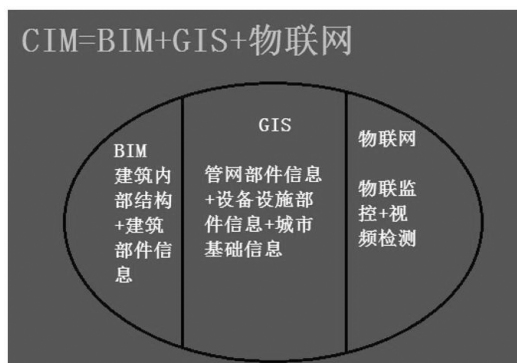 CIM=BIM+GIS+物联网
BIM
建筑内
部结构
+建筑
部件信
息
GIS
管网部件信息
+设备设施部
件信息+城市
基础信息
物联网
物联监
控+视
频检测